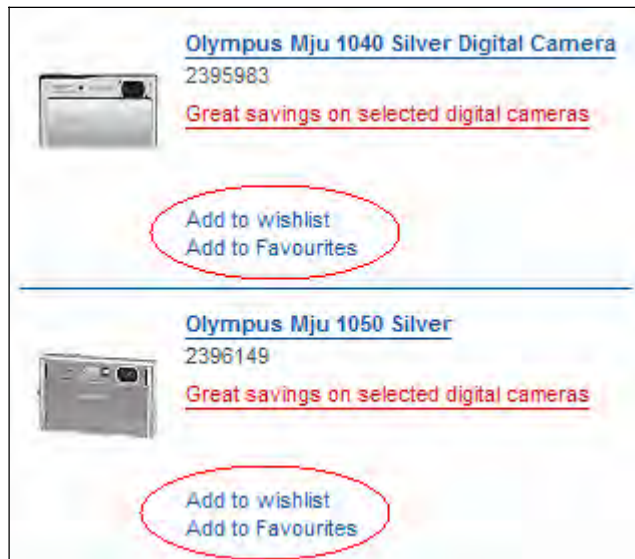 Olympus Mju 1040 Silver Digital Camera
2395983
Great savings on selected digital cameras
Add to wishlist
Add to Favourites
Olympus Mju 1050 Silver
2396149
Great savings on selected digital cameras
Add to wishlist
Add to Favourites